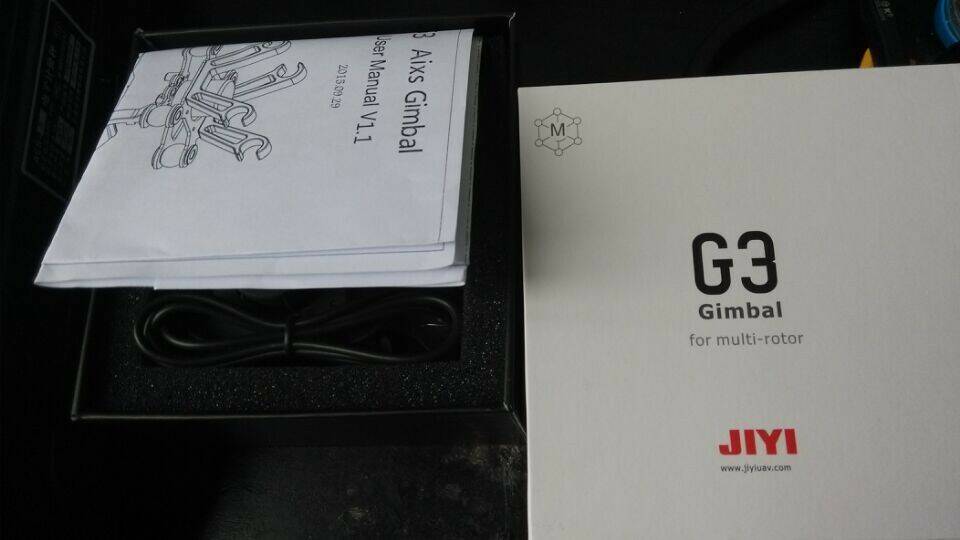 3 Aixs Gimbal
User Manual V1.1
2015.09.29
M
G3
Gimbal
for multi-rotor
JIYI
www.jiyiuav.com